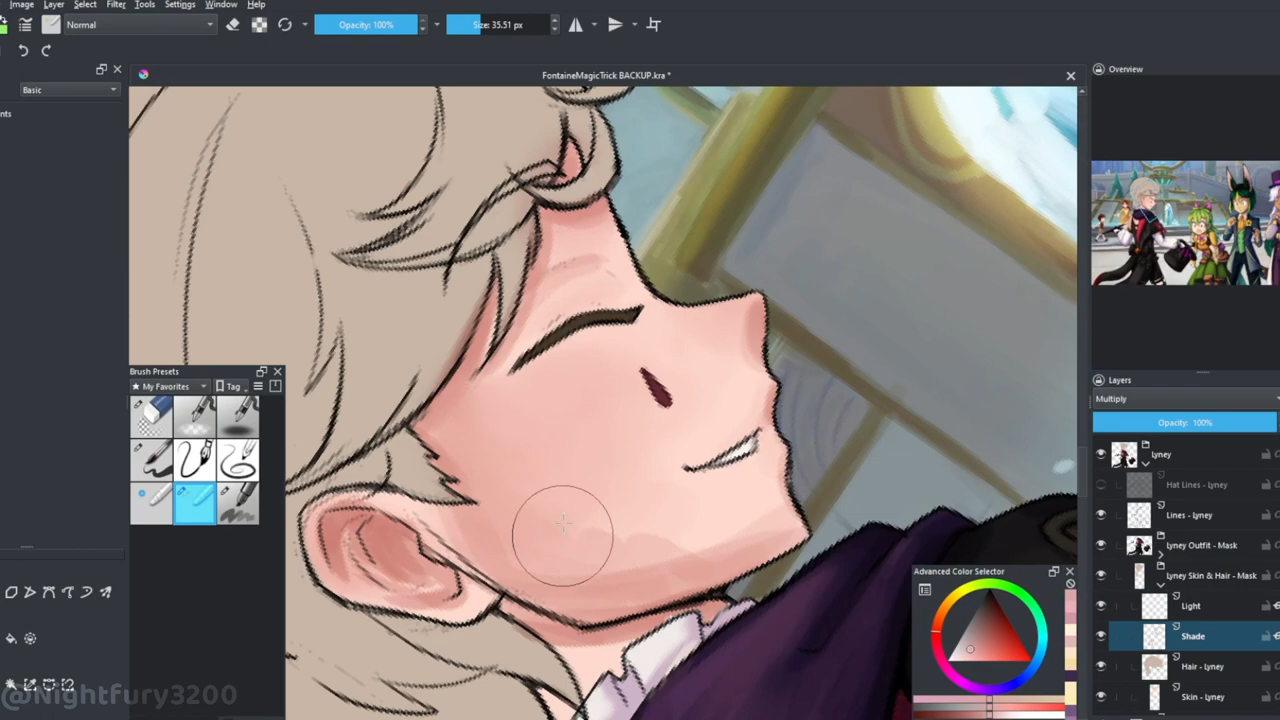 Image Layer Select Filter Tools Settings Window Help
Normal Opacity: 100% Size: 35.51 px
FontaineMagicTrick BACKUP.kra *
Basic
nts
Brush Presets
My Favorites Tag
@Nightfury3200
Advanced Color Selector
Overview
Layers
Multiply
Opacity: 100%
Lyney
Hat Lines - Lyney
Lines - Lyney
Lyney Outfit - Mask
Lyney Skin & Hair - Mask
Light
Shade
Hair - Lyney
Skin - Lyney